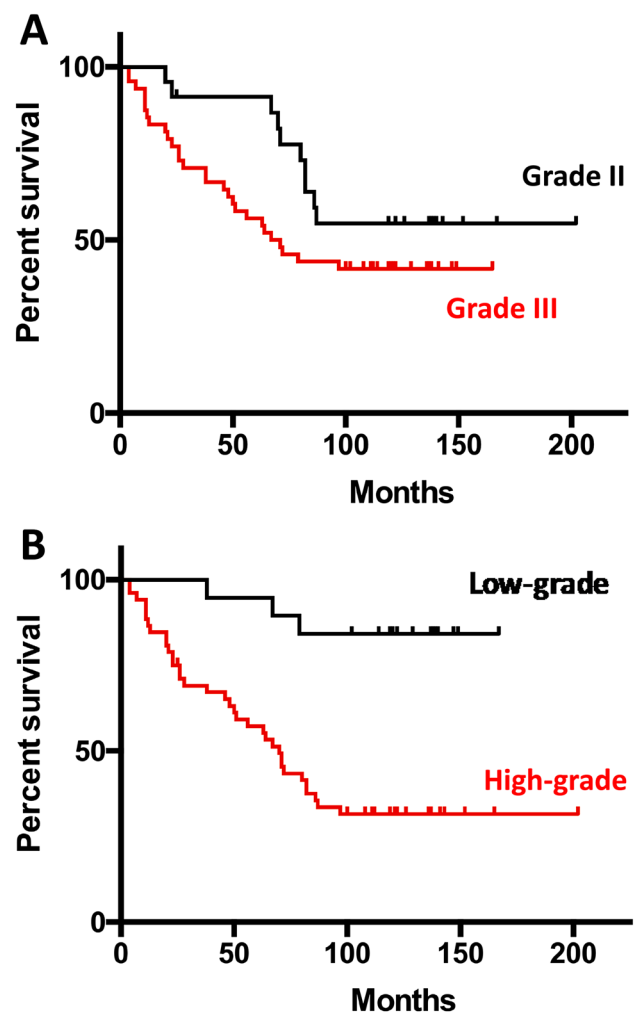 A
Percent survival
100
50
0
Grade II
Grade III
0 50 100 150 200
Months
B
Percent survival
100
50
0
Low-grade
High-grade
0 50 100 150 200
Months